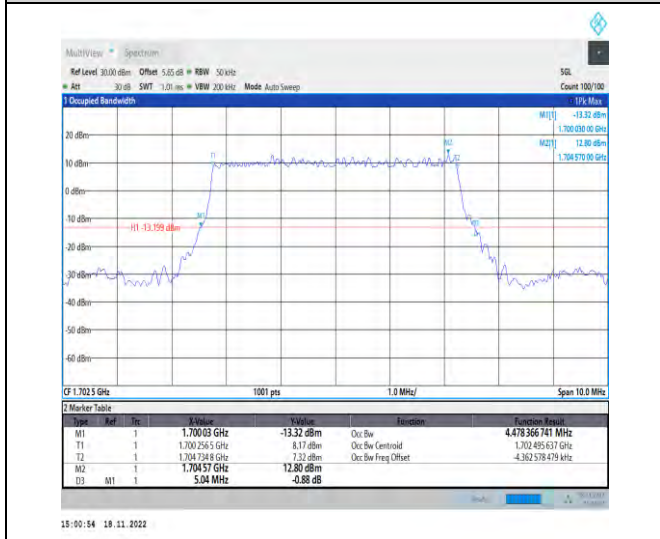 MultiView Spectrum
Ref Level 30.00 dBm Offset 5.65 dB RBW 50 kHz SGL
Att 30 dB SWT 1.01 ms VBW 200 kHz Mode Auto Sweep Count 100/100
1 Occupied Bandwidth 1Pk Max
M1[1] -13.32 dBm
1.700 030 00 GHz
M2[1] 12.80 dBm
1.704 570 00 GHz
20 dBm
M2
T1 T2
10 dBm
0 dBm
M1
-10 dBm
H1 -13.199 dBm
D3
-20 dBm
-30 dBm
-40 dBm
-50 dBm
-60 dBm
CF 1.702 5 GHz 1001 pts 1.0 MHz/ Span 10.0 MHz
2 Marker Table
Type Ref Trc X-Value Y-Value Function Function Result
M1 1 1.700 03 GHz -13.32 dBm Occ Bw 4.478 366 741 MHz
T1 1 1.700 256 5 GHz 8.17 dBm Occ Bw Centroid 1.702 495 637 GHz
T2 1 1.704 734 8 GHz 7.32 dBm Occ Bw Freq Offset -4.362 578 479 kHz
M2 1 1.704 57 GHz 12.80 dBm
D3 M1 1 5.04 MHz -0.88 dB
15:00:54 18.11.2022